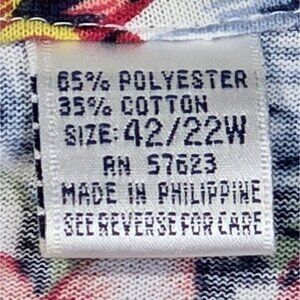 65% POLYESTER
35% COTTON
SIZE: 42/22W
RN 57623
MADE IN PHILIPPINE
SEE REVERSE FOR CARE